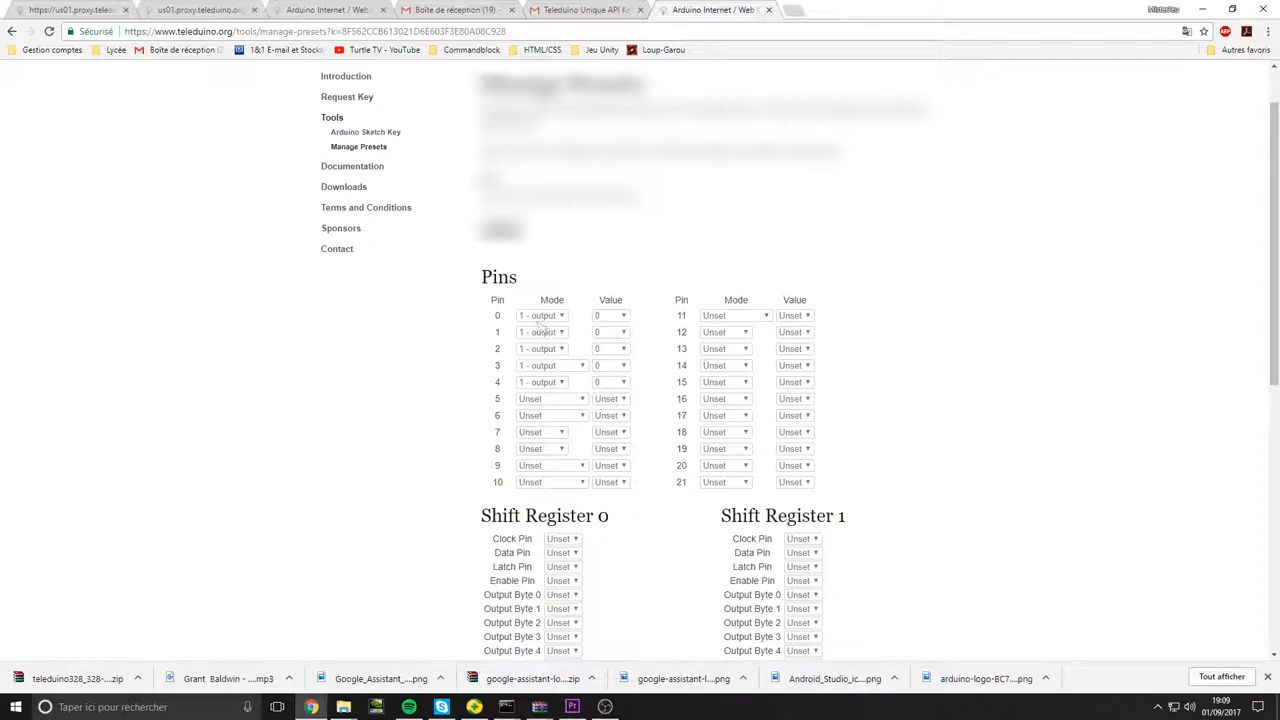 https://us01.proxy.teledu
us01.proxy.teleduino.org
Arduino Internet / Web
Boîte de réception (19)
Teleduino Unique API Ke
Arduino Internet / Web
Misterjeu
Sécurisé
https://www.teleduino.org/tools/manage-presets?k=8F562CCB613021D6E603F3E80A08C928
Gestion comptes
Lycée
Boîte de réception (2
1&1 E-mail et Stocka
Turtle TV - YouTube
Commandblock
HTML/CSS
Jeu Unity
Loup-Garou
Autres favoris
Introduction
Request Key
Tools
Arduino Sketch Key
Manage Presets
Documentation
Downloads
Terms and Conditions
Sponsors
Contact
Pins
Pin Mode Value Pin Mode Value
0 1 - output 0 11 Unset Unset
1 1 - output 0 12 Unset Unset
2 1 - output 0 13 Unset Unset
3 1 - output 0 14 Unset Unset
4 1 - output 0 15 Unset Unset
5 Unset Unset 16 Unset Unset
6 Unset Unset 17 Unset Unset
7 Unset Unset 18 Unset Unset
8 Unset Unset 19 Unset Unset
9 Unset Unset 20 Unset Unset
10 Unset Unset 21 Unset Unset
Shift Register 0 Shift Register 1
Clock Pin Unset Clock Pin Unset
Data Pin Unset Data Pin Unset
Latch Pin Unset Latch Pin Unset
Enable Pin Unset Enable Pin Unset
Output Byte 0 Unset Output Byte 0 Unset
Output Byte 1 Unset Output Byte 1 Unset
Output Byte 2 Unset Output Byte 2 Unset
Output Byte 3 Unset Output Byte 3 Unset
Output Byte 4 Unset Output Byte 4 Unset
teleduino328_328-....zip
Grant_Baldwin_-....mp3
Google_Assistant_....png
google-assistant-lo....zip
google-assistant-l....png
Android_Studio_ic....png
arduino-logo-BC7....png
Tout afficher
Taper ici pour rechercher
19:09
01/09/2017